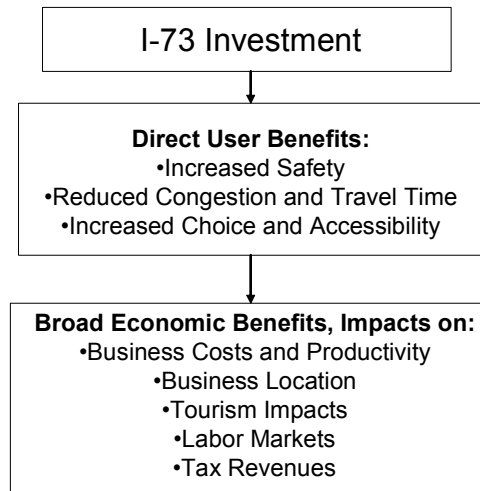 I-73 Investment
Direct User Benefits:
•Increased Safety
•Reduced Congestion and Travel Time
•Increased Choice and Accessibility
Broad Economic Benefits, Impacts on:
•Business Costs and Productivity
•Business Location
•Tourism Impacts
•Labor Markets
•Tax Revenues